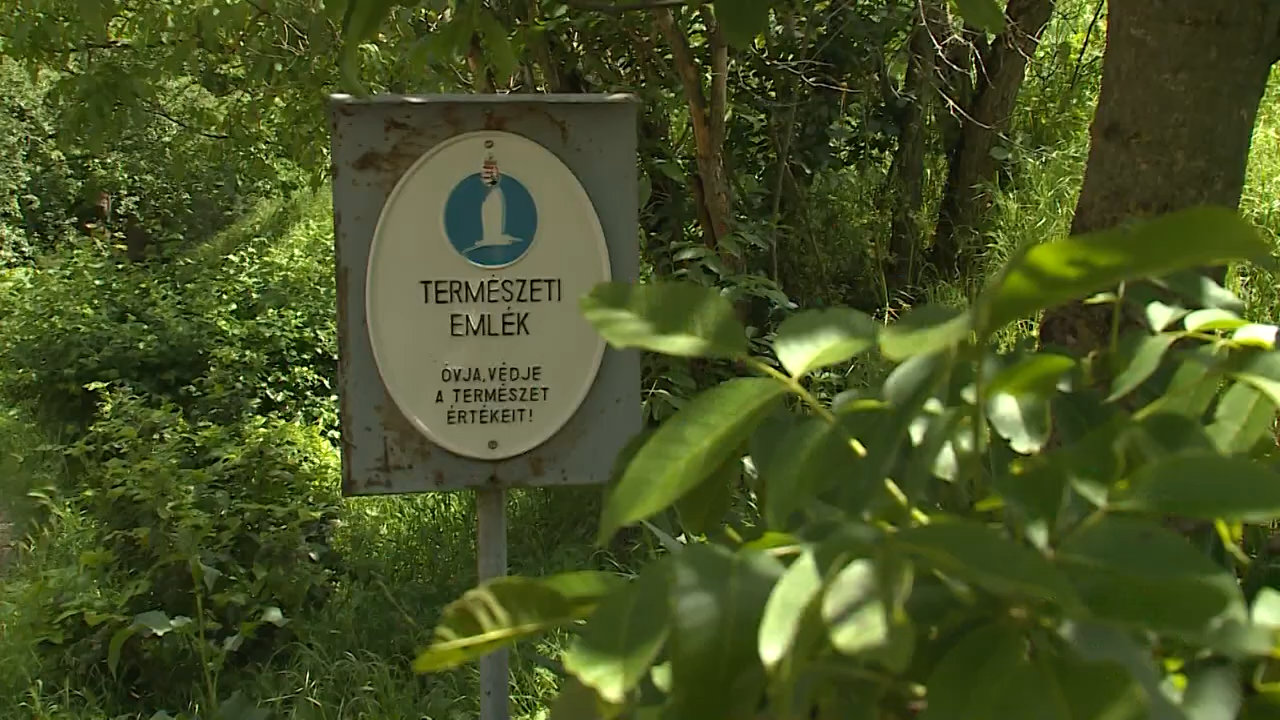 TERMÉSZETI
EMLÉK
ÓVJA,VÉDJE
A TERMÉSZET
ÉRTÉKEIT!